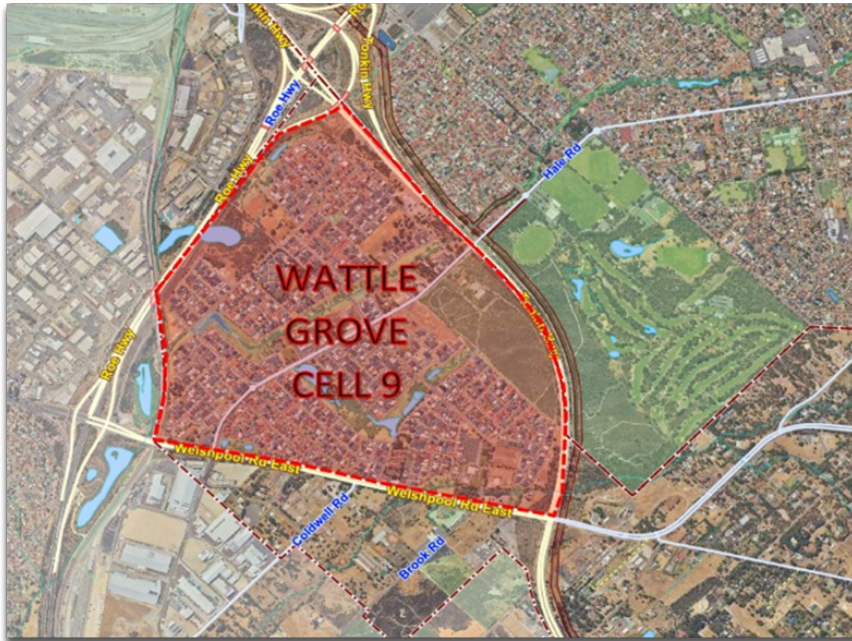 Tonkin Hwy
Roe Hwy
Hale Rd
Roe Hwy
WATTLE
GROVE
CELL 9
Roe Hwy
Welshpool Rd East
Welshpool Rd East
Coldwell Rd
Brook Rd